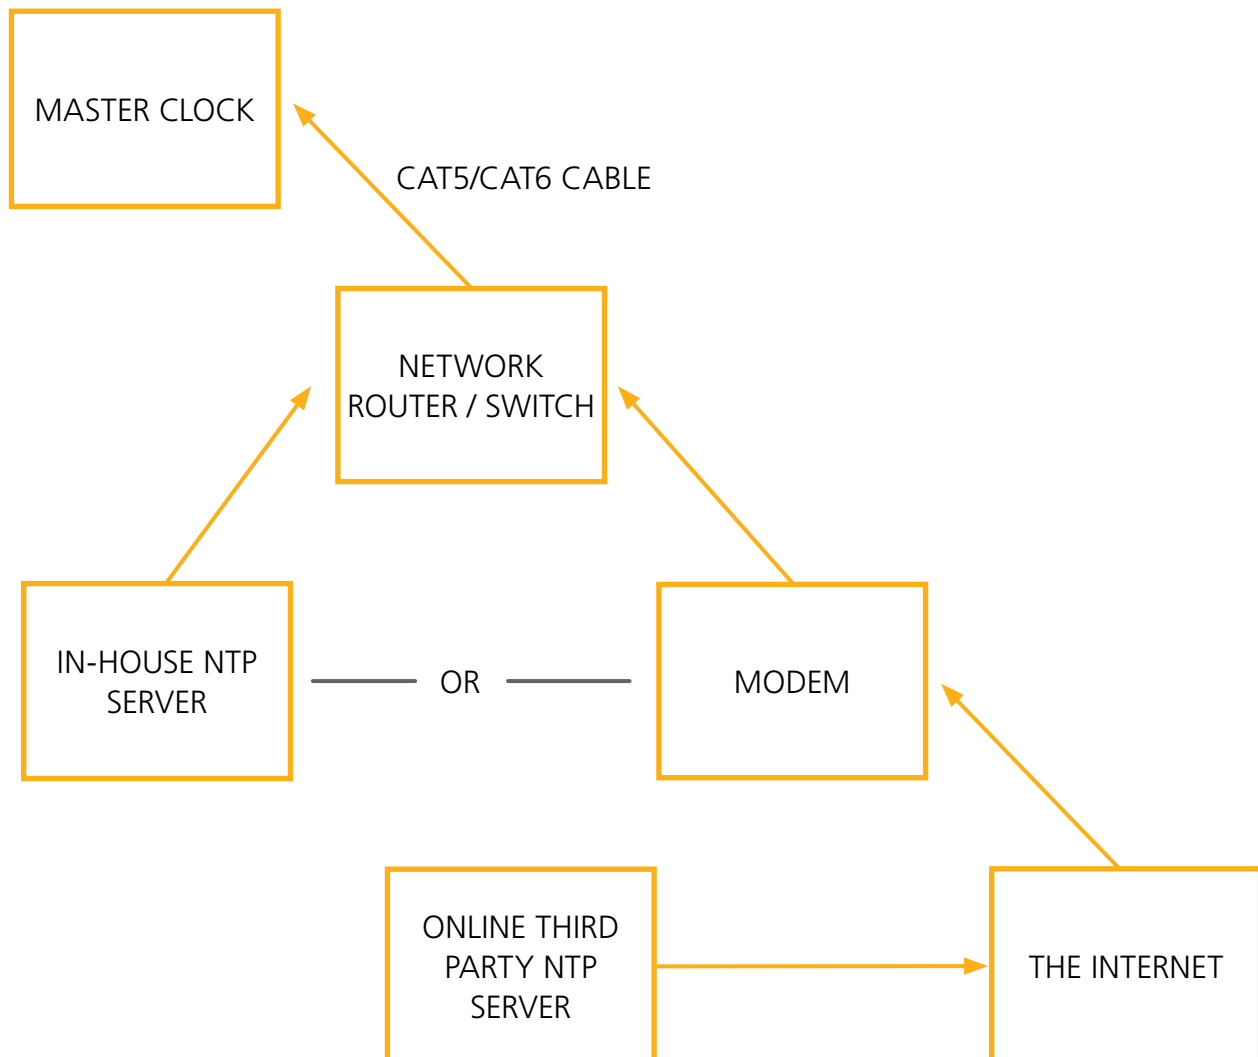 MASTER CLOCK
CAT5/CAT6 CABLE
NETWORK
ROUTER / SWITCH
IN-HOUSE NTP
SERVER
OR
MODEM
ONLINE THIRD
PARTY NTP
SERVER
THE INTERNET